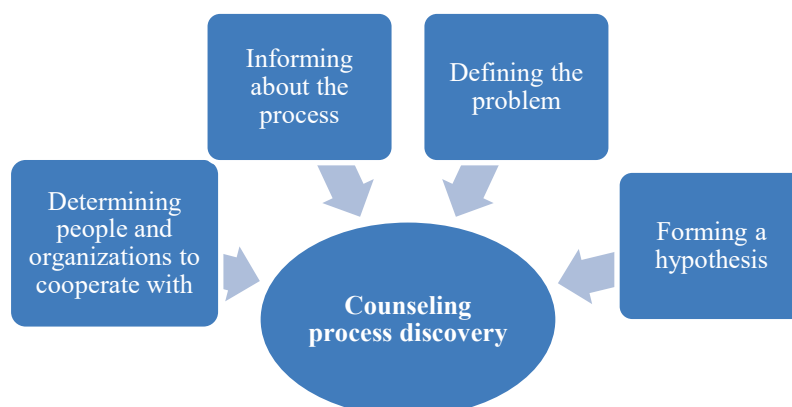 Informing
about the
process
Defining the
problem
Determining
people and
organizations to
cooperate with
Forming a
hypothesis
Counseling
process discovery